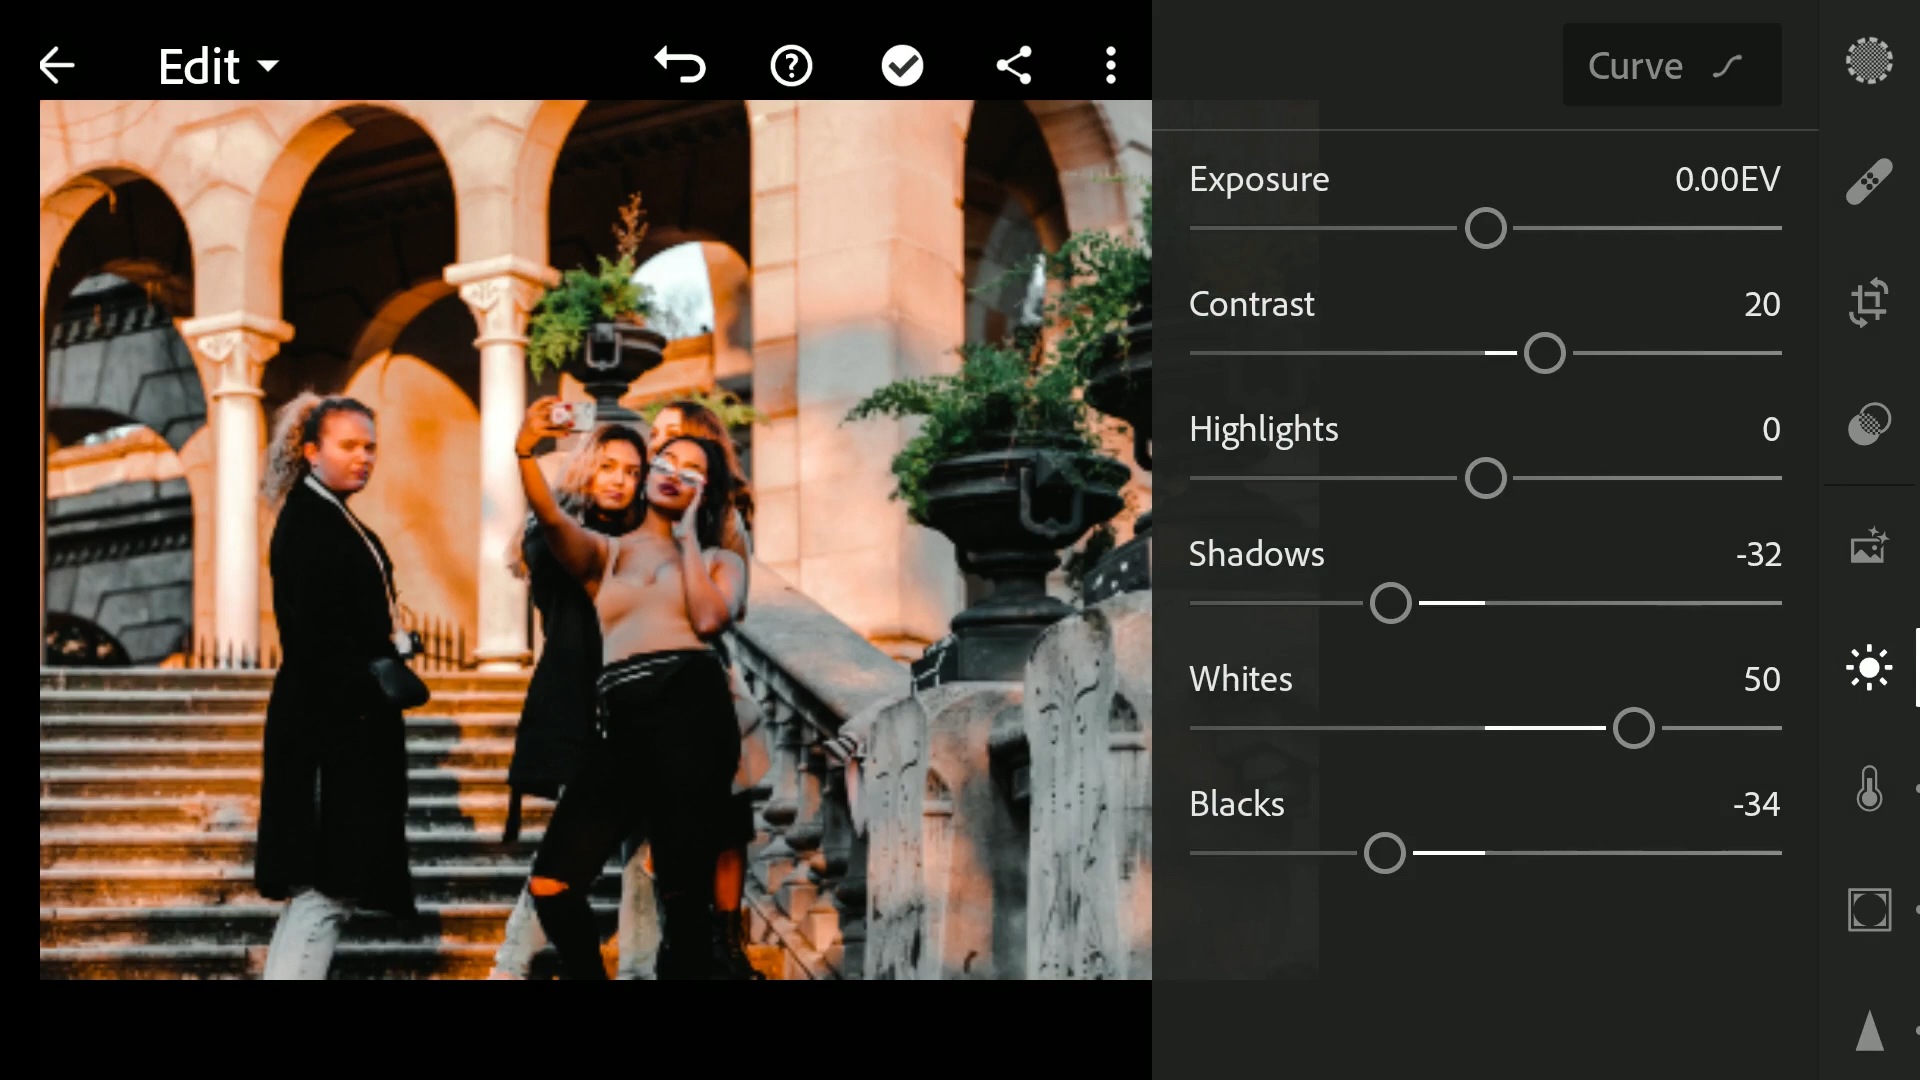 Edit
Curve
Exposure 0.00EV
Contrast 20
Highlights 0
Shadows -32
Whites 50
Blacks -34